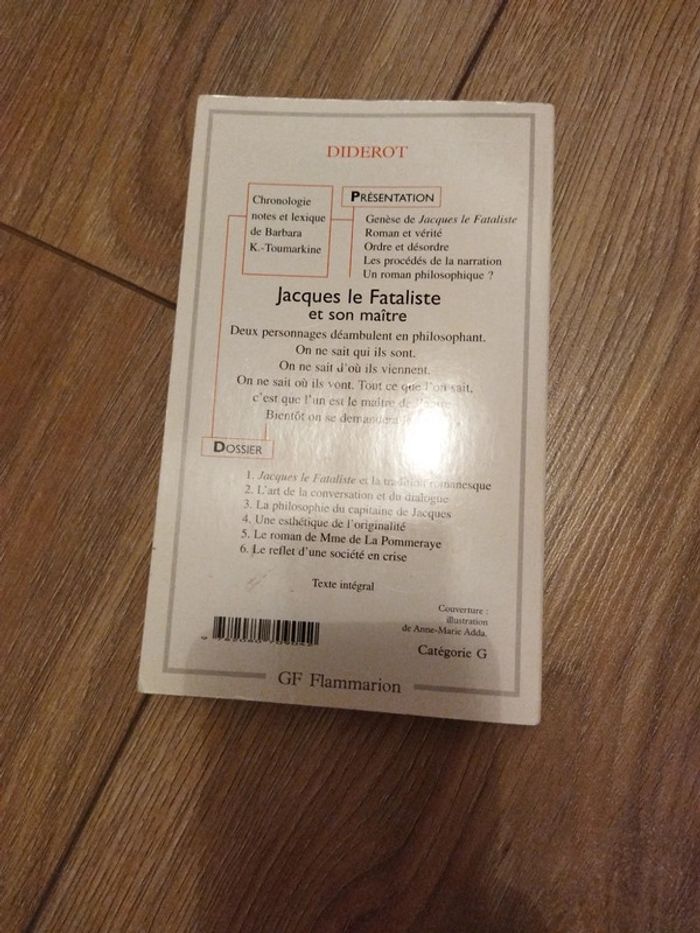 DIDEROT
Chronologie
notes et lexique
de Barbara
K.-Toumarkine
PRÉSENTATION
Genèse de Jacques le Fataliste
Roman et vérité
Ordre et désordre
Les procédés de la narration
Un roman philosophique ?
Jacques le Fataliste
et son maître
Deux personnages déambulent en philosophant.
On ne sait qui ils sont.
On ne sait d'où ils viennent.
On ne sait où ils vont. Tout ce que l'on sait,
c'est que l'un est le maître de
Bientôt on se demandera
DOSSIER
1. Jacques le Fataliste et la tradition romanesque
2. L'art de la conversation et du dialogue
3. La philosophie du capitaine de Jacques
4. Une esthétique de l'originalité
5. Le roman de Mme de La Pommeraye
6. Le reflet d'une société en crise
Texte intégral
Couverture :
illustration
de Anne-Marie Adda.
Catégorie G
GF Flammarion